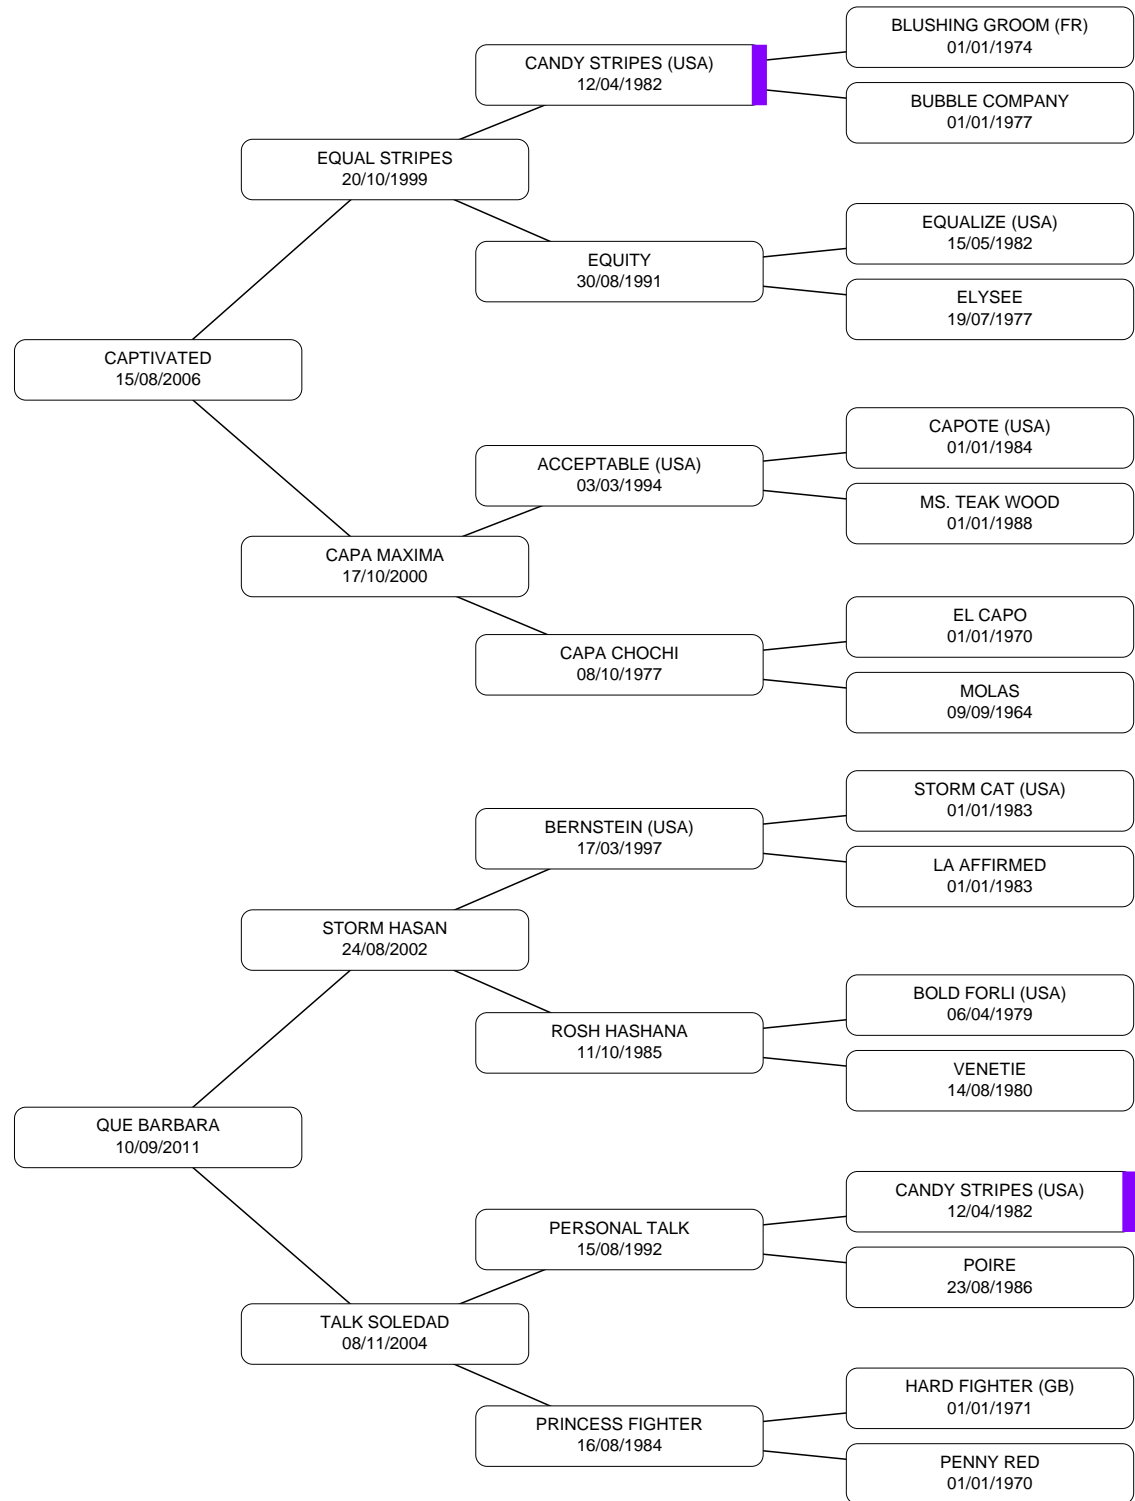 BLUSHING GROOM (FR)
01/01/1974
CANDY STRIPES (USA)
12/04/1982
BUBBLE COMPANY
01/01/1977
EQUAL STRIPES
20/10/1999
EQUALIZE (USA)
15/05/1982
EQUITY
30/08/1991
ELYSEE
19/07/1977
CAPTIVATED
15/08/2006
CAPOTE (USA)
01/01/1984
ACCEPTABLE (USA)
03/03/1994
MS. TEAK WOOD
01/01/1988
CAPA MAXIMA
17/10/2000
EL CAPO
01/01/1970
CAPA CHOCHI
08/10/1977
MOLAS
09/09/1964
STORM CAT (USA)
01/01/1983
BERNSTEIN (USA)
17/03/1997
LA AFFIRMED
01/01/1983
STORM HASAN
24/08/2002
BOLD FORLI (USA)
06/04/1979
ROSH HASHANA
11/10/1985
VENETIE
14/08/1980
QUE BARBARA
10/09/2011
CANDY STRIPES (USA)
12/04/1982
PERSONAL TALK
15/08/1992
POIRE
23/08/1986
TALK SOLEDAD
08/11/2004
HARD FIGHTER (GB)
01/01/1971
PRINCESS FIGHTER
16/08/1984
PENNY RED
01/01/1970